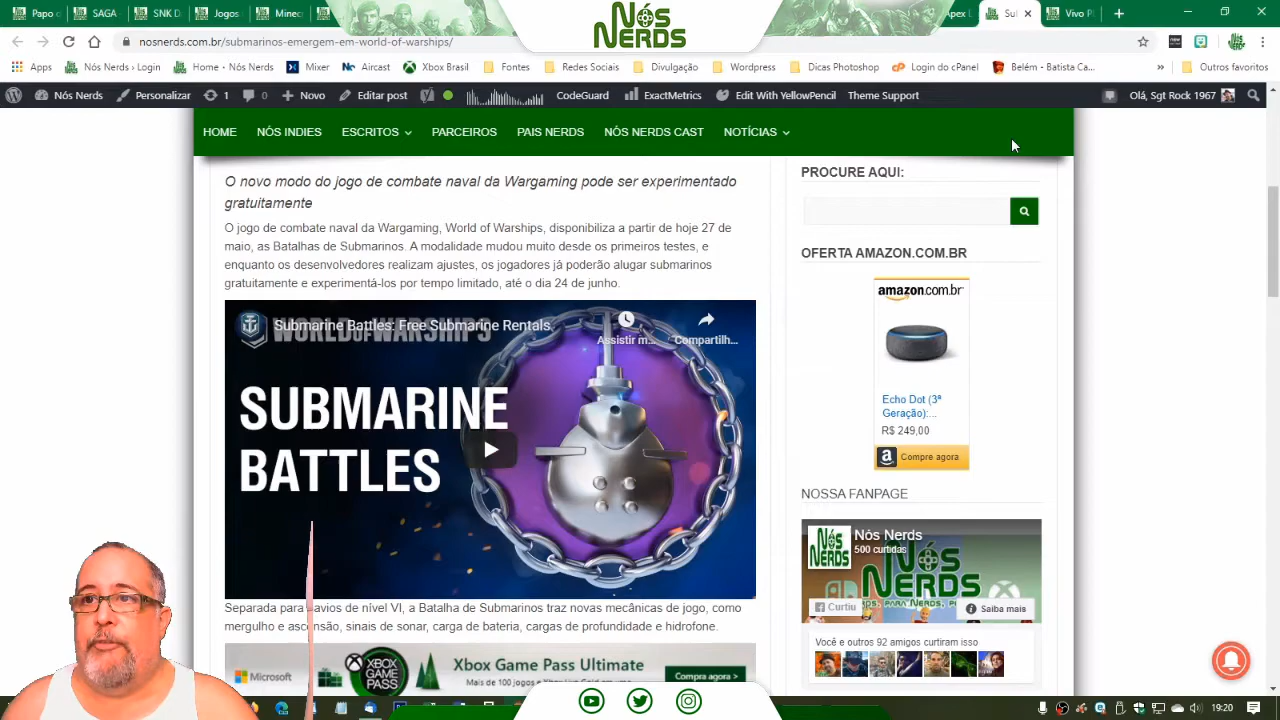 Papo d
SAGA
SNK D
Jogos
Batalh
Minec
Apex L
Sul
Vivo
Nós
NERDS
nosnerds.com.br/submarinos-emergem-em-world-of-warships/
Apps
Nós Nerds › Login
Home - Nós Nerds
Mixer
Aircast
Xbox Brasil
Fontes
Redes Sociais
Divulgação
Wordpress
Dicas Photoshop
Login do cPanel
Belém - Batista Ca...
»
Outros favoritos
Nós Nerds
Personalizar
1
0
Novo
Editar post
CodeGuard
ExactMetrics
Edit With YellowPencil
Theme Support
Olá, Sgt Rock 1967
HOME
NÓS INDIES
ESCRITOS
PARCEIROS
PAIS NERDS
NÓS NERDS CAST
NOTÍCIAS
O novo modo do jogo de combate naval da Wargaming pode ser experimentado
gratuitamente
O jogo de combate naval da Wargaming, World of Warships, disponibiliza a partir de hoje 27 de
maio, as Batalhas de Submarinos. A modalidade mudou muito desde os primeiros testes, e
enquanto os desenvolvedores realizam ajustes, os jogadores já poderão alugar submarinos
gratuitamente e experimentá-los por tempo limitado, até o dia 24 de junho.
WORLD OF WARSHIPS
Submarine Battles: Free Submarine Rentals.
Assistir m...
Compartilh...
SUBMARINE
BATTLES
para navios de nível VI, a Batalha de Submarinos traz novas mecânicas de jogo, como
mergulho e ascensão, sinais de sonar, carga de bateria, cargas de profundidade e hidrofone.
Microsoft
XBOX
GAME
PASS
Xbox Game Pass Ultimate
Mais de 100 jogos e Xbox Live Gold em uma
Compra agora >
PROCURE AQUI:
OFERTA AMAZON.COM.BR
amazon.com.br
Echo Dot (3ª
Geração):...
R$ 249,00
Compre agora
NOSSA FANPAGE
Nós Nerds
500 curtidas
Nós
NERDS
Curtiu
Saiba mais
Você e outros 92 amigos curtiram isso
19:20